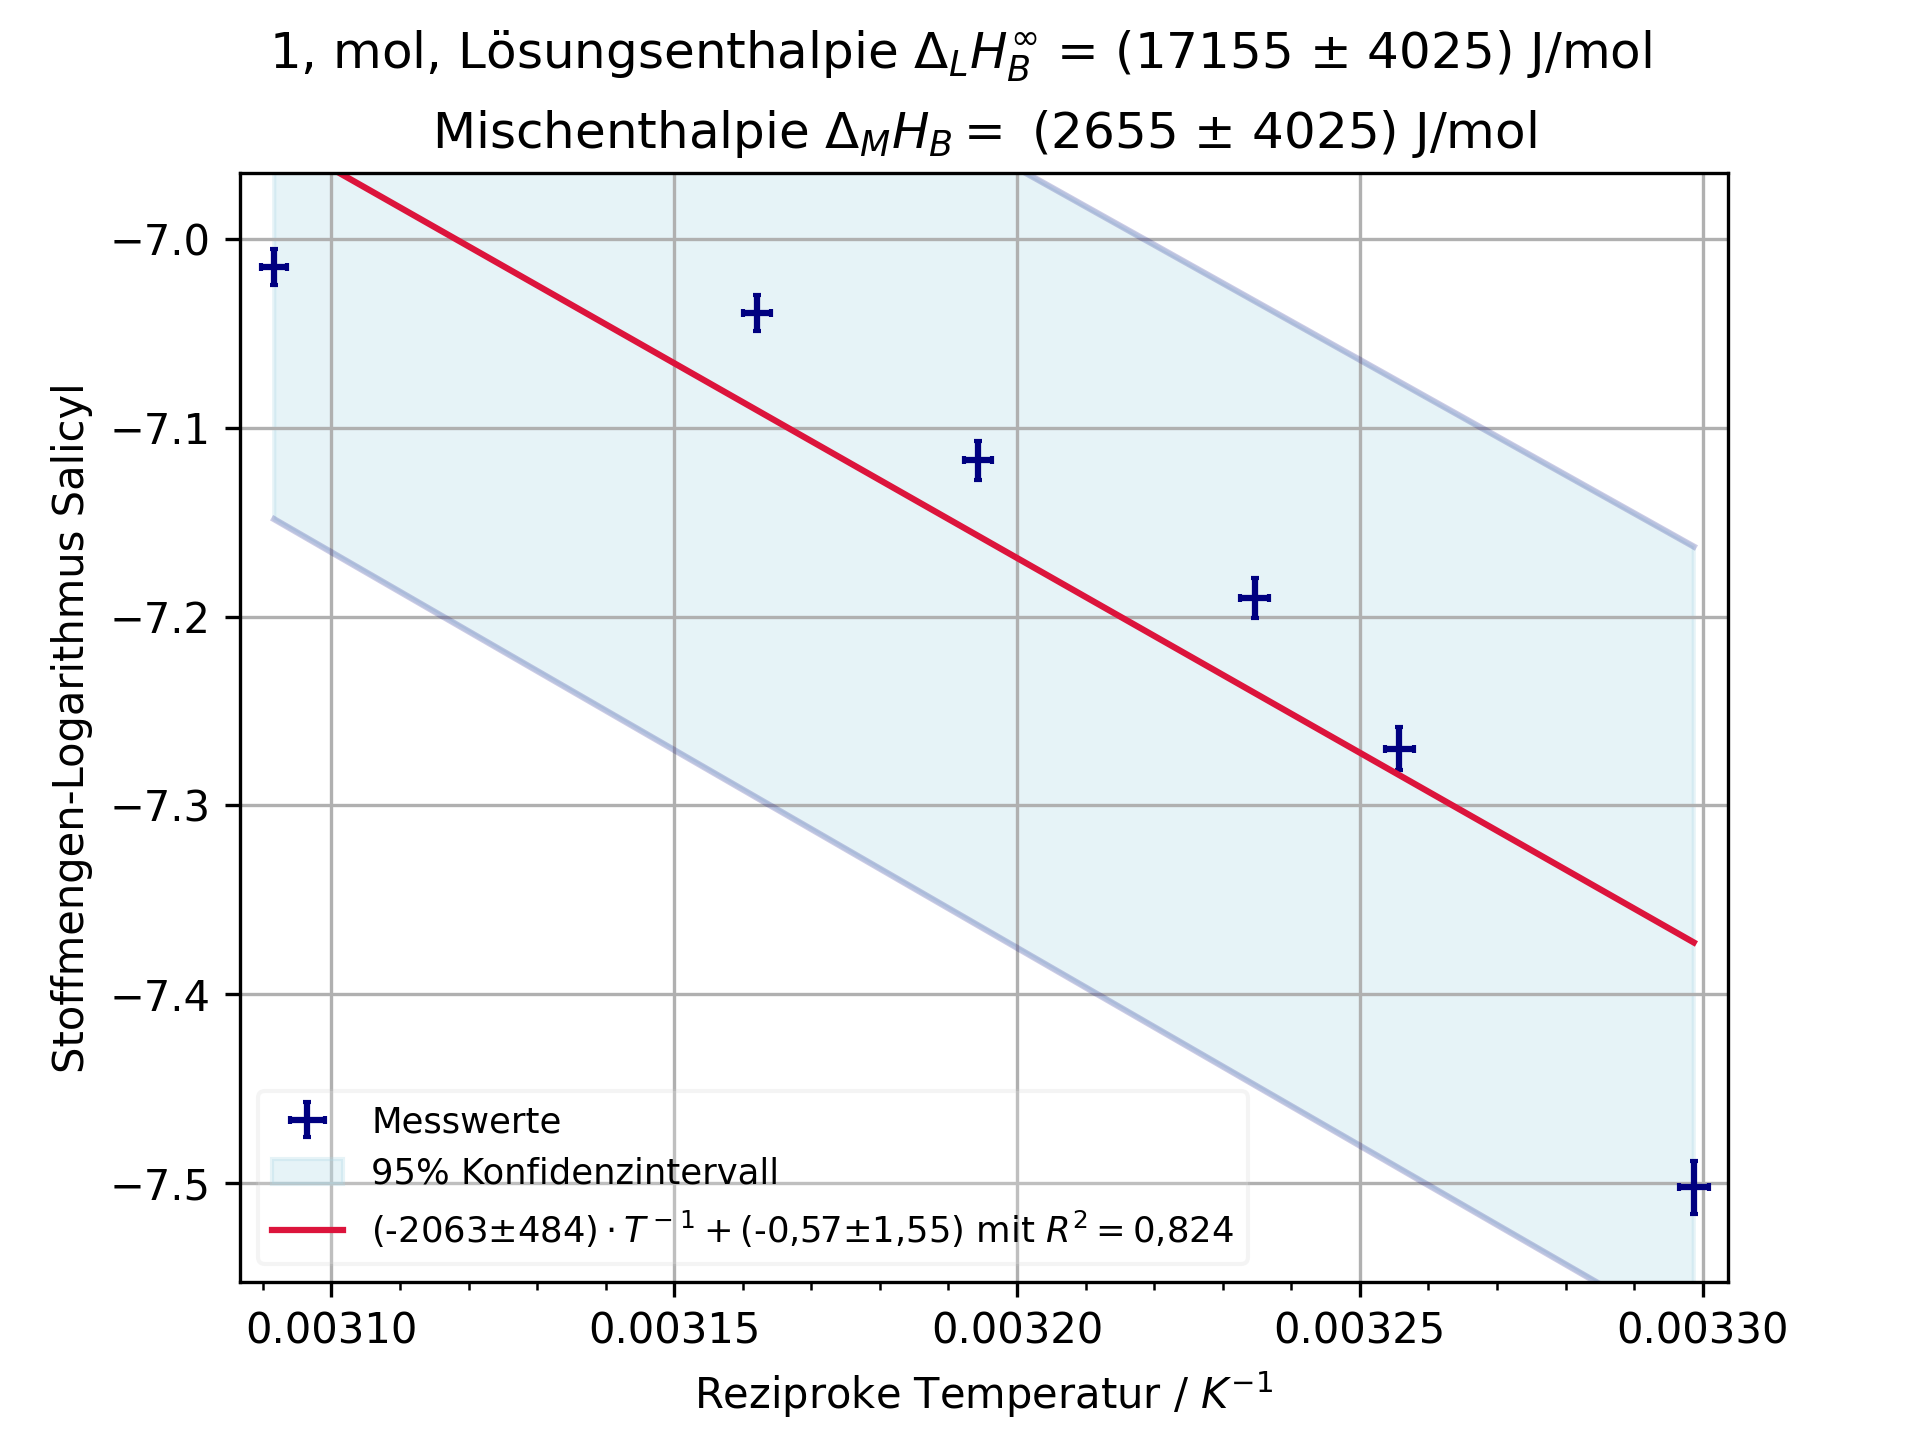 1, mol, Lösungsenthalpie Δ_L H_B^∞ = (17155 ± 4025) J/mol
Mischenthalpie Δ_M H_B = (2655 ± 4025) J/mol
Stoffmengen-Logarithmus Salicyl
−7.0
−7.1
−7.2
−7.3
−7.4
−7.5
Messwerte
95% Konfidenzintervall
(-2063±484) · T⁻¹ + (-0,57±1,55) mit R² = 0,824
0.00310 0.00315 0.00320 0.00325 0.00330
Reziproke Temperatur / K⁻¹